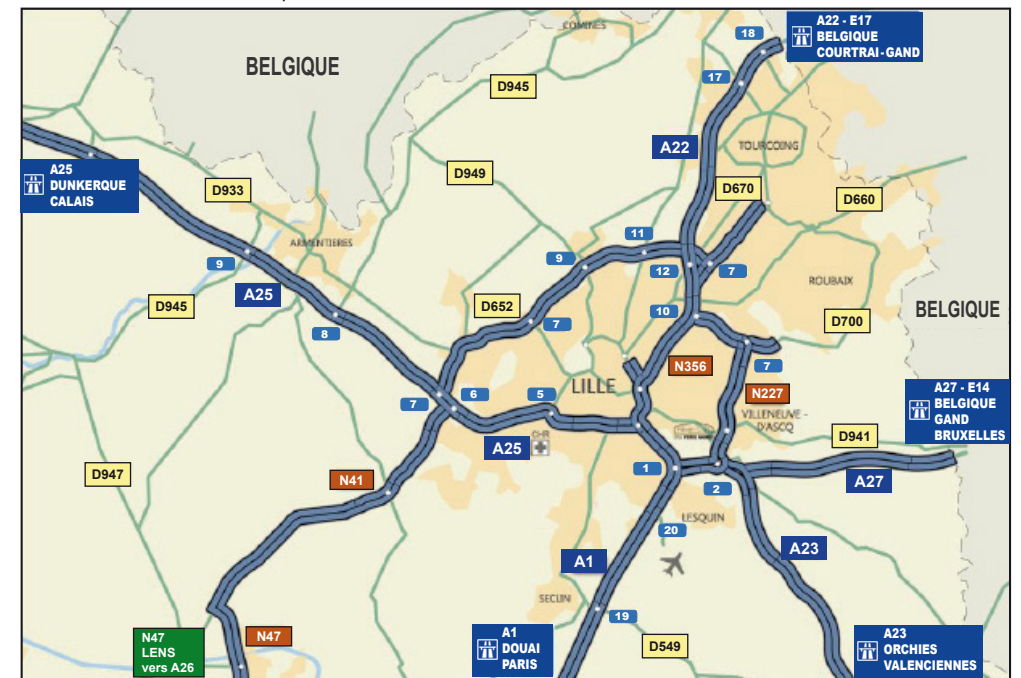 COMINES
18
A22 - E17
BELGIQUE
COURTRAI-GAND
BELGIQUE
17
D945
A22
TOURCOING
A25
DUNKERQUE
CALAIS
D933
D949
D670
D660
ARMENTIERES
11
9
9
12
7
A25
ROUBAIX
D945
D652
10
BELGIQUE
8
7
D700
N356
7
LILLE
N227
A27 - E14
BELGIQUE
GAND
BRUXELLES
7
6
5
VILLENEUVE -
D'ASCQ
A25
CHR
D941
D947
N41
1
2
A27
LESQUIN
20
A23
A1
SECLIN
19
N47
LENS
vers A26
N47
A1
DOUAI
PARIS
D549
A23
ORCHIES
VALENCIENNES